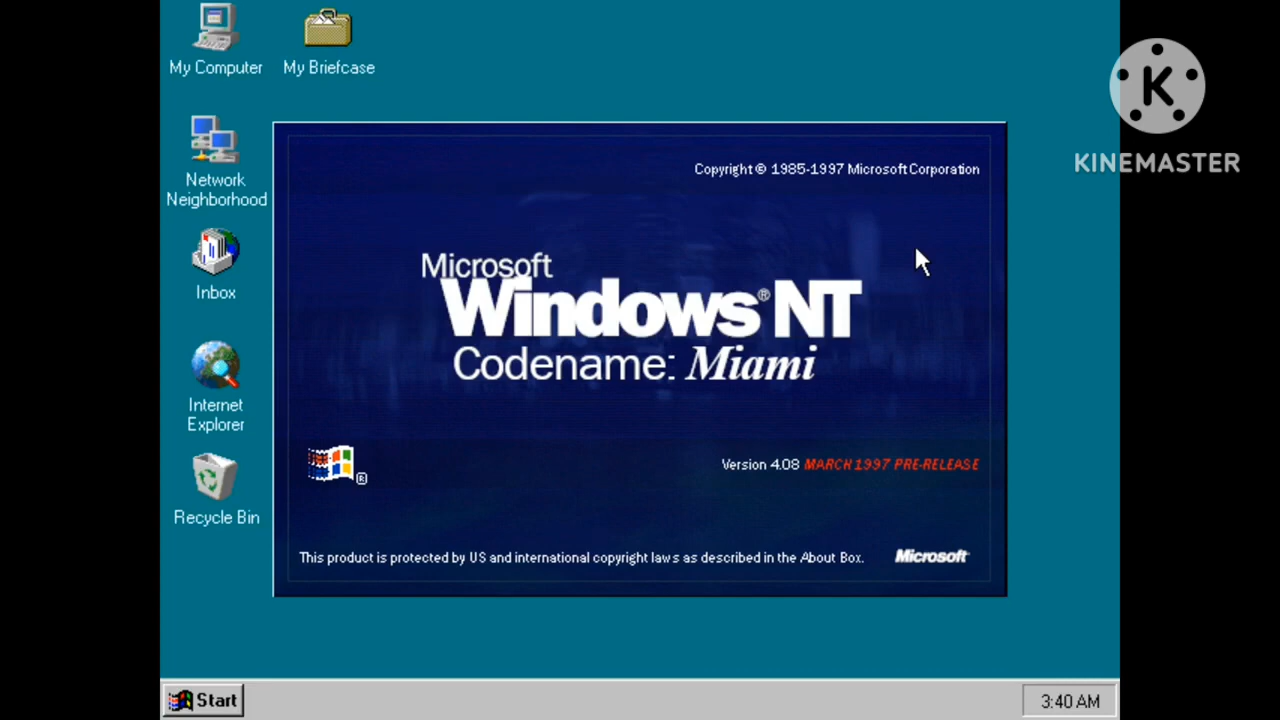 My Computer
My Briefcase
K
KINEMASTER
Network
Neighborhood
Inbox
Internet
Explorer
Recycle Bin
Copyright © 1985-1997 Microsoft Corporation
Microsoft
Windows® NT
Codename: Miami
®
Version 4.08 MARCH 1997 PRE-RELEASE
This product is protected by US and international copyright laws as described in the About Box.
Microsoft
Start
3:40 AM